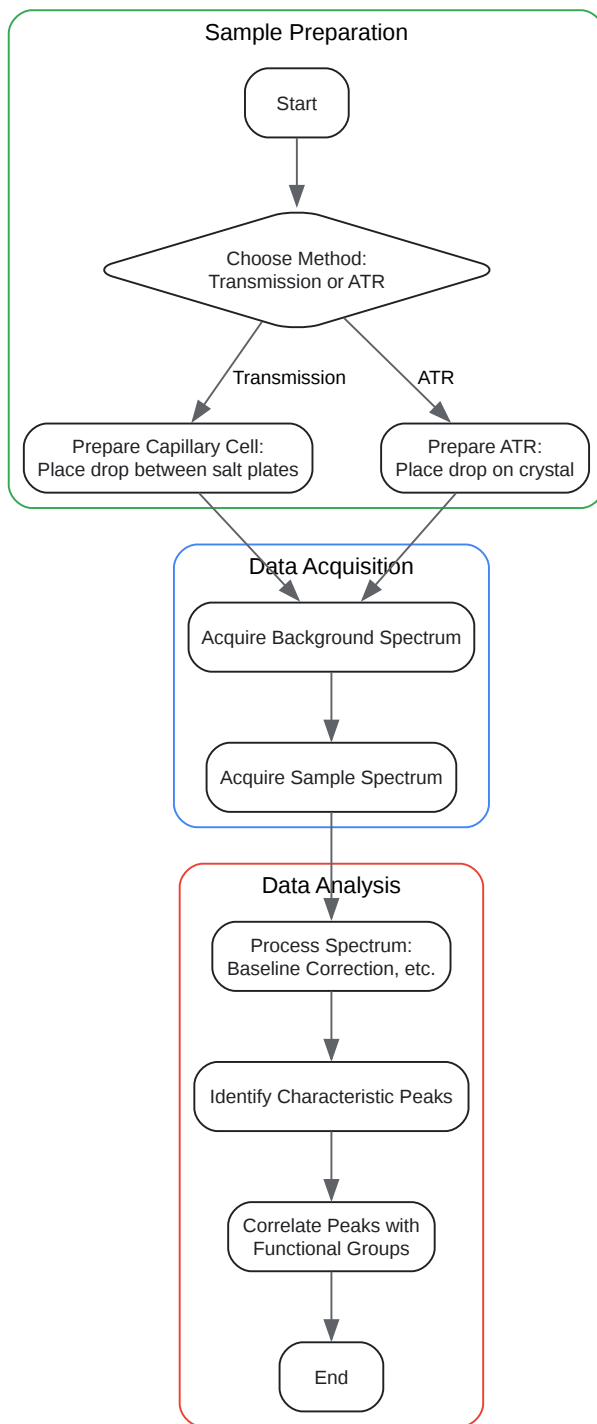 Sample Preparation
Start
Choose Method:
Transmission or ATR
Transmission
ATR
Prepare Capillary Cell:
Place drop between salt plates
Prepare ATR:
Place drop on crystal
Data Acquisition
Acquire Background Spectrum
Acquire Sample Spectrum
Data Analysis
Process Spectrum:
Baseline Correction, etc.
Identify Characteristic Peaks
Correlate Peaks with
Functional Groups
End